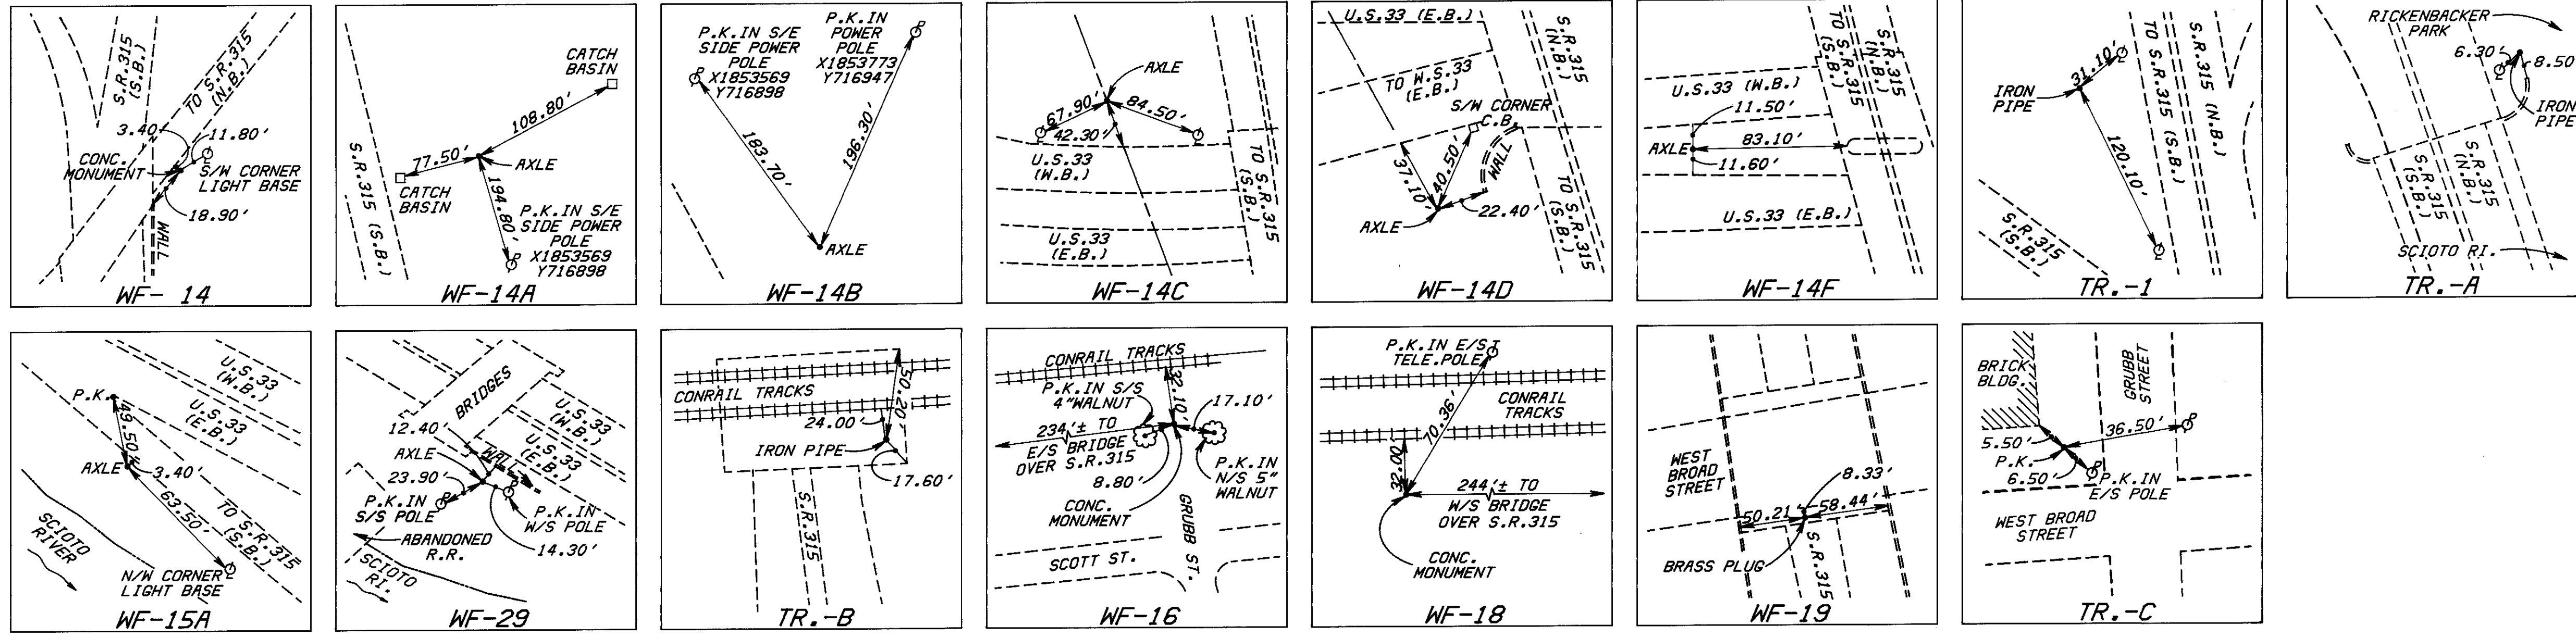 S.R.315
(S.B.)
TO S.R.315
(N.B.)
3.40'
11.80'
CONC.
MONUMENT
S/W CORNER
LIGHT BASE
18.90'
WALL
WF- 14
CATCH
BASIN
108.80'
77.50'
AXLE
CATCH
BASIN
194.80'
S.R.315 (S.B.)
P.K.IN S/E
SIDE POWER
POLE
X1853569
Y716898
WF-14A
P.K.IN S/E
SIDE POWER
POLE
X1853569
Y716898
P.K.IN
POWER
POLE
X1853773
Y716947
183.70'
196.30'
AXLE
WF-14B
AXLE
67.90'
84.50'
42.30'
U.S.33
(W.B.)
TO S.R.315
(S.B.)
U.S.33
(E.B.)
WF-14C
U.S.33 (E.B.)
S.R.315
(N.B.)
TO W.S.33
(E.B.)
S/W CORNER
C.B.
37.10'
40.50'
WALL
22.40'
AXLE
TO S.R.315
(S.B.)
WF-14D
TO S.R.315
(S.B.)
S.R.315
(N.B.)
U.S.33 (W.B.)
11.50'
AXLE
83.10'
11.60'
U.S.33 (E.B.)
WF-14F
31.10'
IRON
PIPE
TO S.R.315 (S.B.)
S.R.315 (N.B.)
120.10'
S.R.315
(S.B.)
TR.-1
RICKENBACKER
PARK
6.30'
8.50'
IRON
PIPE
S.R.315
(S.B.)
S.R.315
(N.B.)
SCIOTO RI.
TR.-A
U.S.33
(W.B.)
U.S.33
(E.B.)
P.K.
49.50'
AXLE
3.40'
63.50'
TO S.R.315
(S.B.)
SCIOTO
RIVER
N/W CORNER
LIGHT BASE
WF-15A
BRIDGES
U.S.33
(W.B.)
U.S.33
(E.B.)
12.40'
WALL
AXLE
23.90'
P.K.IN
S/S POLE
P.K.IN
W/S POLE
ABANDONED
R.R.
14.30'
SCIOTO
RI.
WF-29
CONRAIL TRACKS
50.20'
24.00'
IRON PIPE
17.60'
S.R.315
TR.-B
CONRAIL TRACKS
P.K.IN S/S
4"WALNUT
32.10'
17.10'
234'± TO
E/S BRIDGE
OVER S.R.315
8.80'
P.K.IN
N/S 5"
WALNUT
CONC.
MONUMENT
GRUBB ST.
SCOTT ST.
WF-16
P.K.IN E/S
TELE.POLE
CONRAIL
TRACKS
70.36'
32.00'
244'± TO
W/S BRIDGE
OVER S.R.315
CONC.
MONUMENT
WF-18
WEST
BROAD
STREET
8.33'
50.21'
58.44'
BRASS PLUG
S.R.315
WF-19
BRICK
BLDG.
GRUBB
STREET
36.50'
5.50'
P.K.
6.50'
P.K.IN
E/S POLE
WEST BROAD
STREET
TR.-C